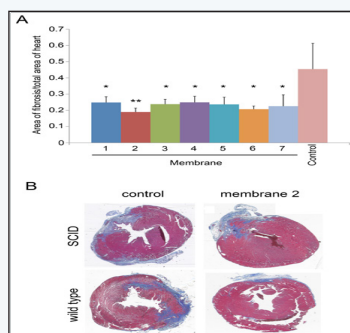 A
Area of fibrosis/total area of heart
0.7
0.6
0.5
0.4
0.3
0.2
0.1
0
* ** * * * * *
1 2 3 4 5 6 7
Membrane
Control
B
control membrane 2
SCID
wild type